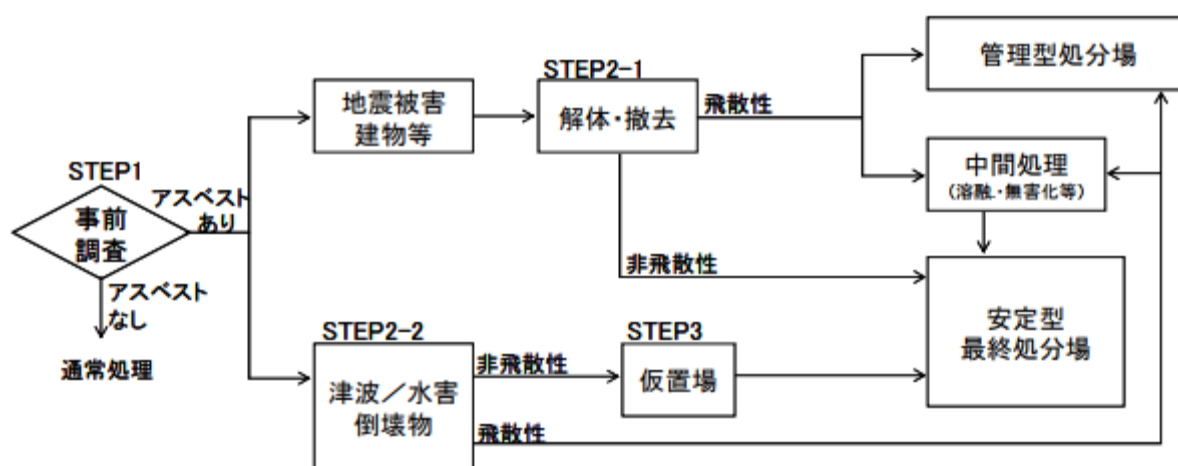 STEP1
事前
調査
アスベスト
あり
アスベスト
なし
通常処理
地震被害
建物等
STEP2-1
解体・撤去
飛散性
非飛散性
管理型処分場
中間処理
(溶融.・無害化等)
STEP2-2
津波／水害
倒壊物
非飛散性
飛散性
STEP3
仮置場
安定型
最終処分場